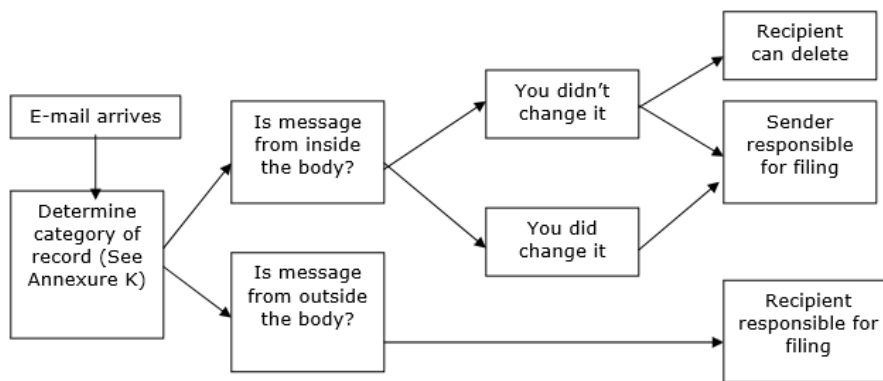 E-mail arrives
Determine
category of
record (See
Annexure K)
Is message
from inside
the body?
Is message
from outside
the body?
You didn't
change it
You did
change it
Recipient
can delete
Sender
responsible
for filing
Recipient
responsible for
filing